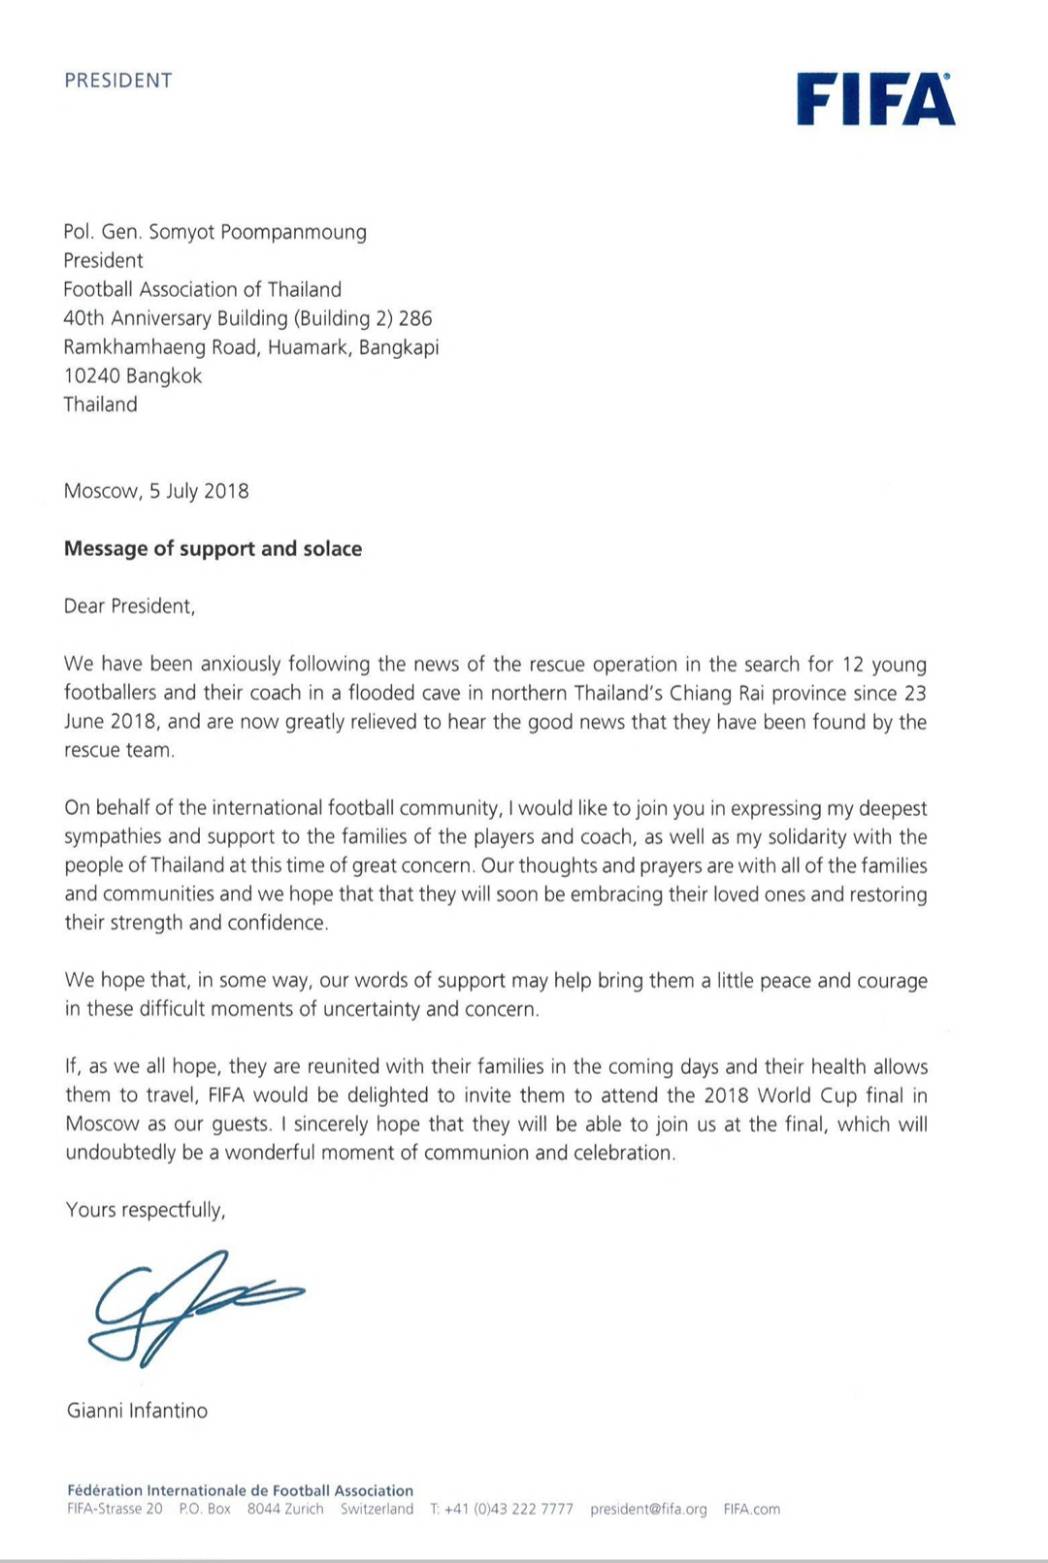 PRESIDENT
FIFA®
Pol. Gen. Somyot Poompanmoung
President
Football Association of Thailand
40th Anniversary Building (Building 2) 286
Ramkhamhaeng Road, Huamark, Bangkapi
10240 Bangkok
Thailand
Moscow, 5 July 2018
Message of support and solace
Dear President,
We have been anxiously following the news of the rescue operation in the search for 12 young
footballers and their coach in a flooded cave in northern Thailand's Chiang Rai province since 23
June 2018, and are now greatly relieved to hear the good news that they have been found by the
rescue team.
On behalf of the international football community, I would like to join you in expressing my deepest
sympathies and support to the families of the players and coach, as well as my solidarity with the
people of Thailand at this time of great concern. Our thoughts and prayers are with all of the families
and communities and we hope that that they will soon be embracing their loved ones and restoring
their strength and confidence.
We hope that, in some way, our words of support may help bring them a little peace and courage
in these difficult moments of uncertainty and concern.
If, as we all hope, they are reunited with their families in the coming days and their health allows
them to travel, FIFA would be delighted to invite them to attend the 2018 World Cup final in
Moscow as our guests. I sincerely hope that they will be able to join us at the final, which will
undoubtedly be a wonderful moment of communion and celebration.
Yours respectfully,
Gianni Infantino
Fédération Internationale de Football Association
FIFA-Strasse 20 P.O. Box 8044 Zurich Switzerland T: +41 (0)43 222 7777 president@fifa.org FIFA.com